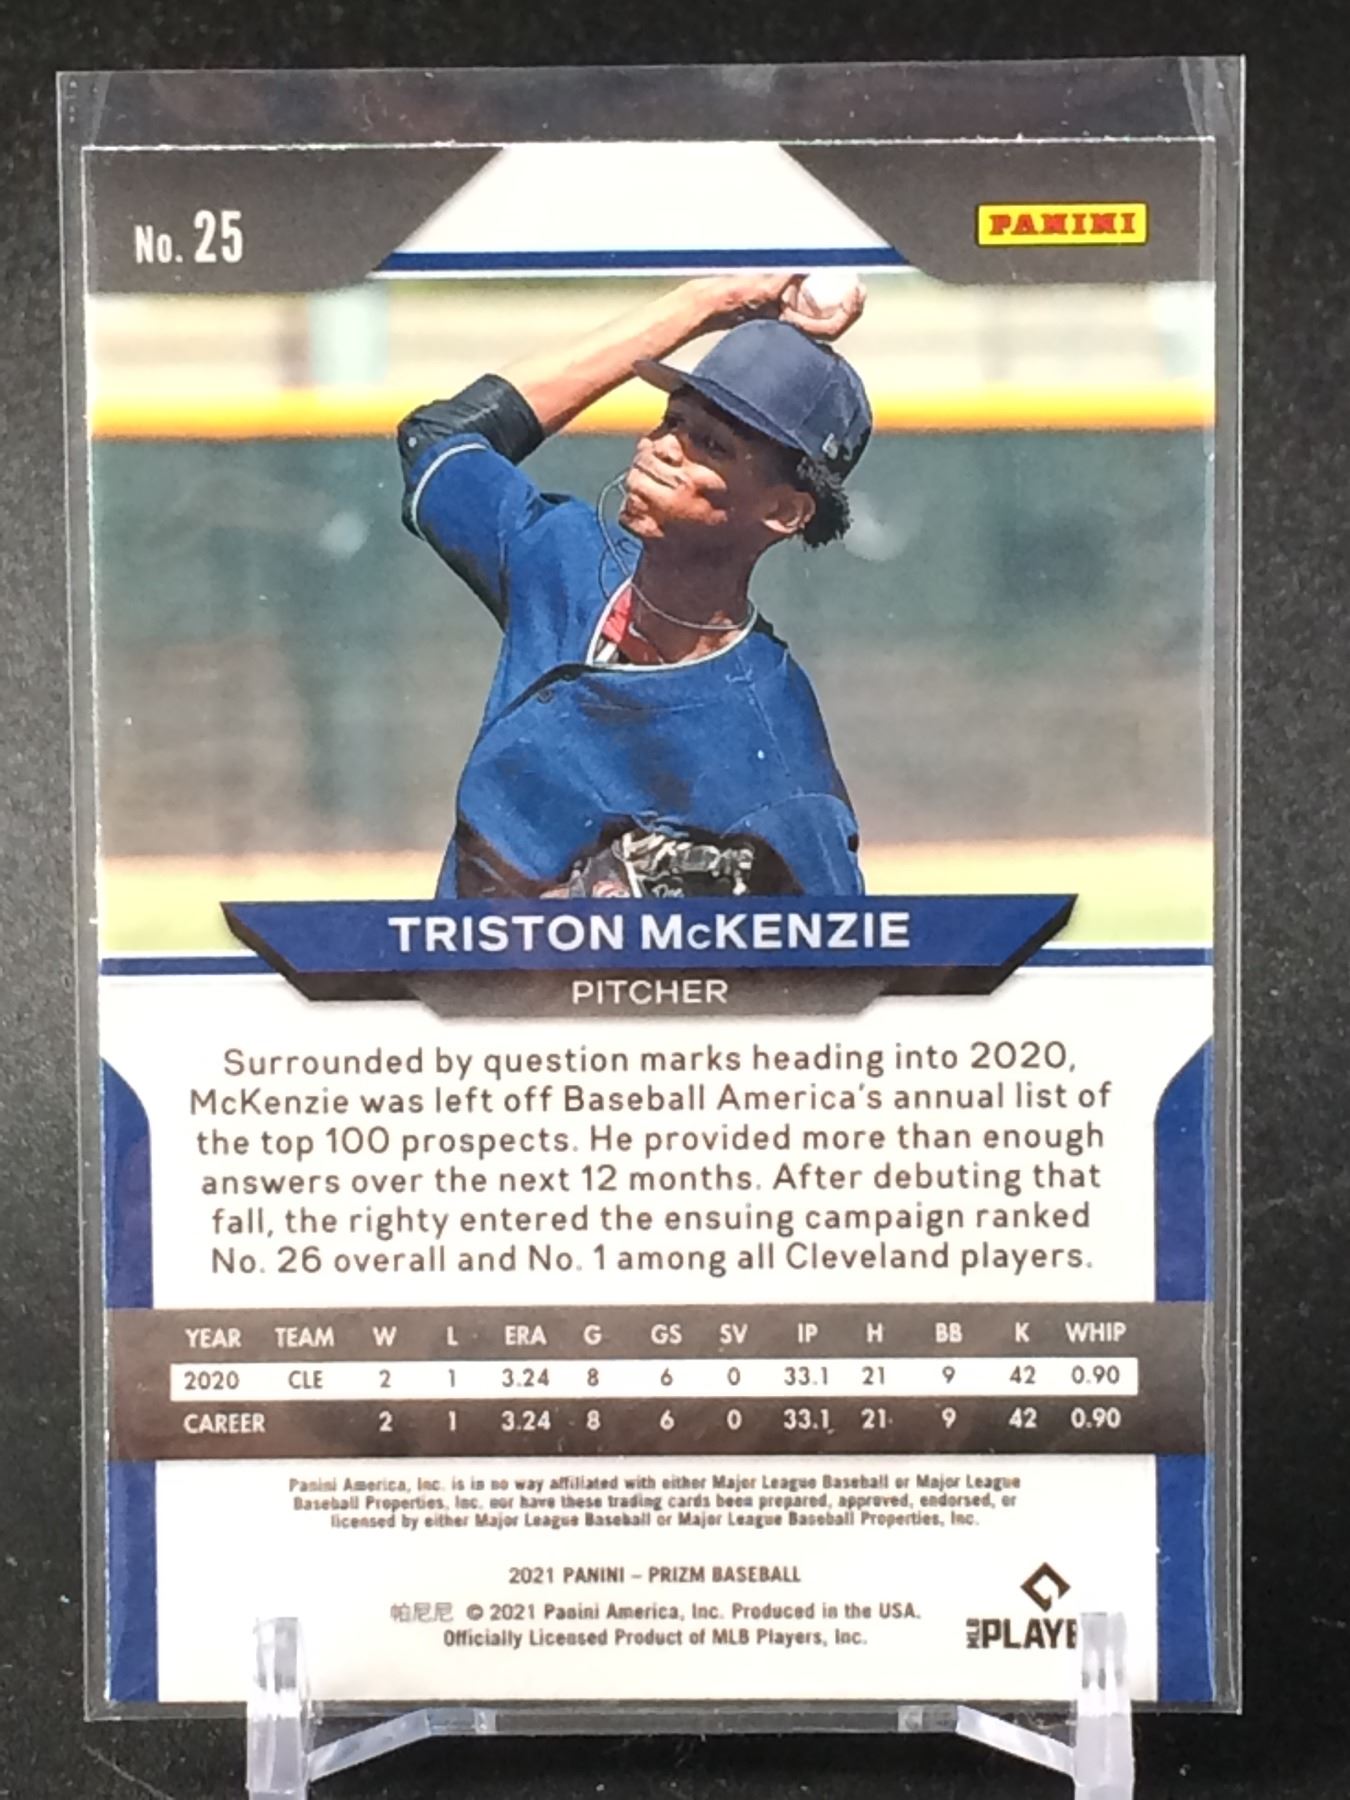 No. 25
PANINI
TRISTON McKENZIE
PITCHER
Surrounded by question marks heading into 2020,
McKenzie was left off Baseball America's annual list of
the top 100 prospects. He provided more than enough
answers over the next 12 months. After debuting that
fall, the righty entered the ensuing campaign ranked
No. 26 overall and No. 1 among all Cleveland players.
YEAR TEAM W L ERA G GS SV IP H BB K WHIP
2020 CLE 2 1 3.24 8 6 0 33.1 21 9 42 0.90
CAREER 2 1 3.24 8 6 0 33.1 21 9 42 0.90
Panini America, Inc. is in no way affiliated with either Major League Baseball or Major League
Baseball Properties, Inc. nor have these trading cards been prepared, approved, endorsed, or
licensed by either Major League Baseball or Major League Baseball Properties, Inc.
2021 PANINI – PRIZM BASEBALL
帕尼尼 © 2021 Panini America, Inc. Produced in the USA.
Officially Licensed Product of MLB Players, Inc.
MLB PLAYE